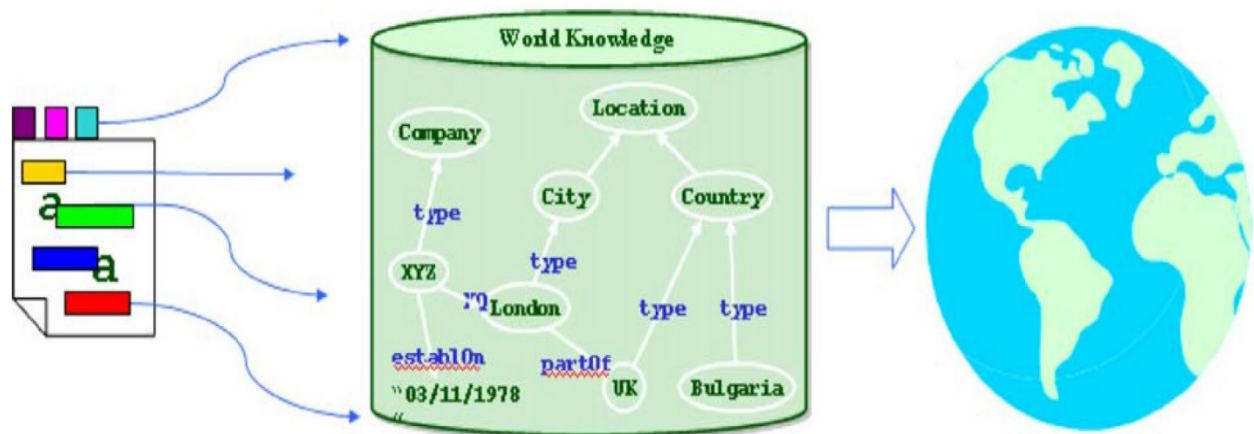 World Knowledge
Location
Company
City
Country
type
type
XYZ
London
type
type
establOn
partOf
"03/11/1978
"
UK
Bulgaria
a
a